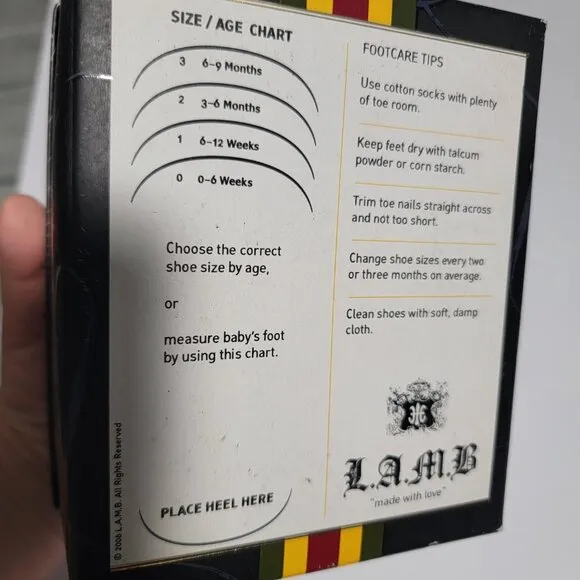 SIZE / AGE CHART
3 6-9 Months
2 3-6 Months
1 6-12 Weeks
0 0-6 Weeks
Choose the correct
shoe size by age,
or
measure baby's foot
by using this chart.
PLACE HEEL HERE
© 2006 L.A.M.B. All Rights Reserved
FOOTCARE TIPS
Use cotton socks with plenty
of toe room.
Keep feet dry with talcum
powder or corn starch.
Trim toe nails straight across
and not too short.
Change shoe sizes every two
or three months on average.
Clean shoes with soft, damp
cloth.
L.A.M.B
"made with love"